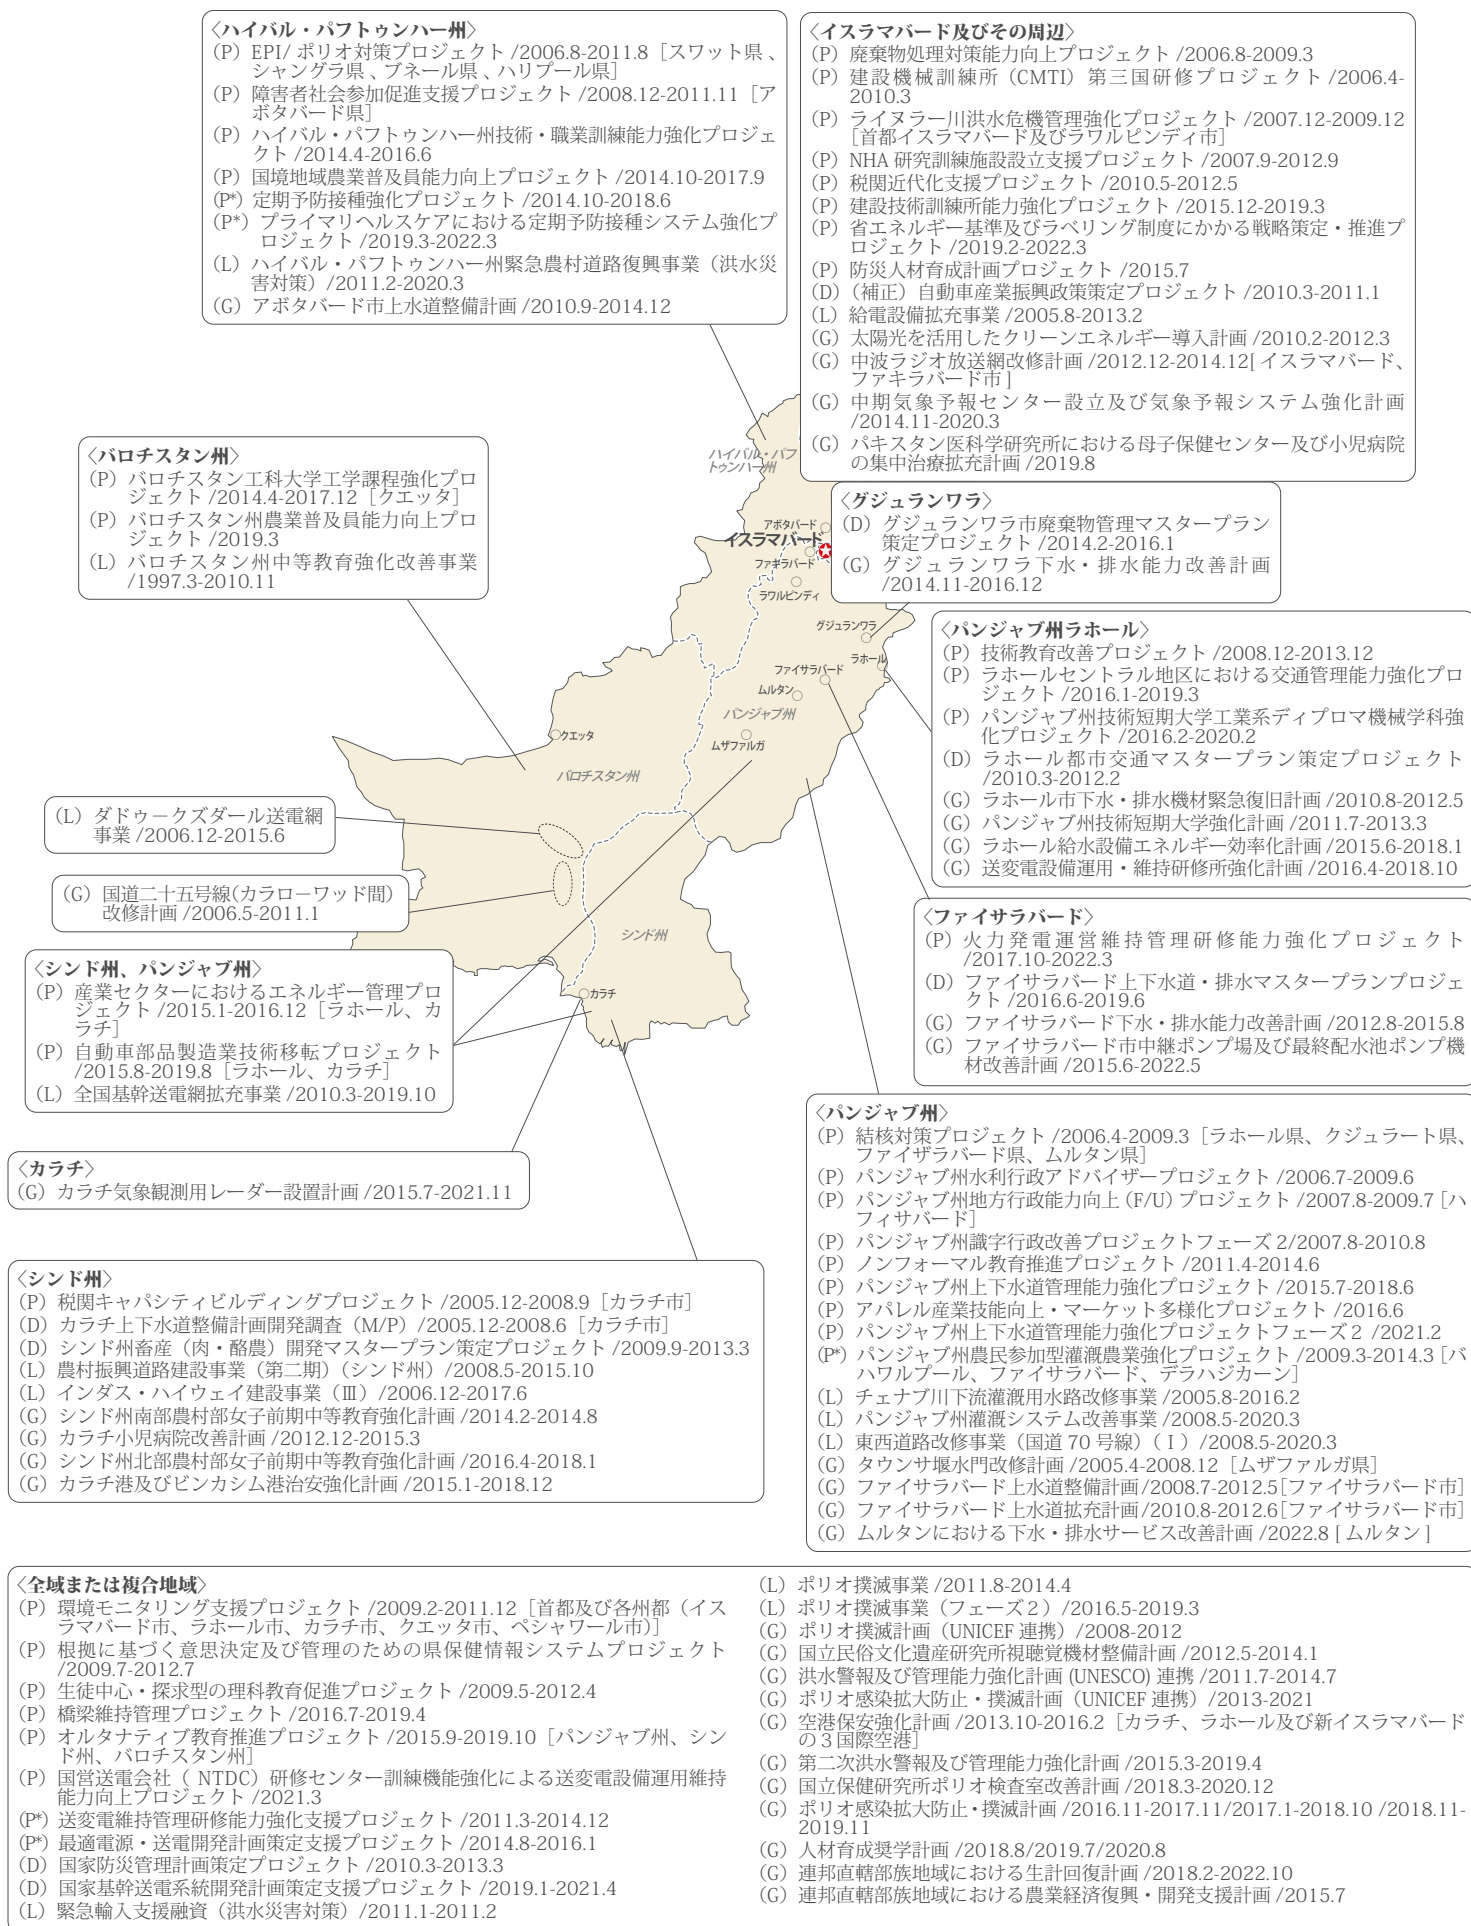 〈ハイバル・パフトゥンハー州〉
(P) EPI/ ポリオ対策プロジェクト /2006.8-2011.8［スワット県、
シャングラ県、ブネール県、ハリプール県］
(P) 障害者社会参加促進支援プロジェクト /2008.12-2011.11［ア
ボタバード県］
(P) ハイバル・パフトゥンハー州技術・職業訓練能力強化プロジェ
クト /2014.4-2016.6
(P) 国境地域農業普及員能力向上プロジェクト /2014.10-2017.9
(P*) 定期予防接種強化プロジェクト /2014.10-2018.6
(P*) プライマリヘルスケアにおける定期予防接種システム強化プ
ロジェクト /2019.3-2022.3
(L) ハイバル・パフトゥンハー州緊急農村道路復興事業（洪水災
害対策）/2011.2-2020.3
(G) アボタバード市上水道整備計画 /2010.9-2014.12
〈イスラマバード及びその周辺〉
(P) 廃棄物処理対策能力向上プロジェクト /2006.8-2009.3
(P) 建設機械訓練所（CMTI）第三国研修プロジェクト /2006.4-
2010.3
(P) ライヌラー川洪水危機管理強化プロジェクト /2007.12-2009.12
［首都イスラマバード及びラワルピンディ市］
(P) NHA 研究訓練施設設立支援プロジェクト /2007.9-2012.9
(P) 税関近代化支援プロジェクト /2010.5-2012.5
(P) 建設技術訓練所能力強化プロジェクト /2015.12-2019.3
(P) 省エネルギー基準及びラベリング制度にかかる戦略策定・推進プ
ロジェクト /2019.2-2022.3
(P) 防災人材育成計画プロジェクト /2015.7
(D)（補正）自動車産業振興政策策定プロジェクト /2010.3-2011.1
(L) 給電設備拡充事業 /2005.8-2013.2
(G) 太陽光を活用したクリーンエネルギー導入計画 /2010.2-2012.3
(G) 中波ラジオ放送網改修計画 /2012.12-2014.12[ イスラマバード、
ファキラバード市 ]
(G) 中期気象予報センター設立及び気象予報システム強化計画
/2014.11-2020.3
(G) パキスタン医科学研究所における母子保健センター及び小児病院
の集中治療拡充計画 /2019.8
〈バロチスタン州〉
(P) バロチスタン工科大学工学課程強化プロ
ジェクト /2014.4-2017.12［クエッタ］
(P) バロチスタン州農業普及員能力向上プロ
ジェクト /2019.3
(L) バロチスタン州中等教育強化改善事業
/1997.3-2010.11
ハイバル・パフ
トゥンハー州
アボタバード
イスラマバード
ファキラバード
ラワルピンディ
グジュランワラ
ラホール
ファイサラバード
ムルタン
パンジャブ州
ムザファルガ
クエッタ
バロチスタン州
シンド州
カラチ
〈グジュランワラ〉
(D) グジュランワラ市廃棄物管理マスタープラン
策定プロジェクト /2014.2-2016.1
(G) グジュランワラ下水・排水能力改善計画
/2014.11-2016.12
〈パンジャブ州ラホール〉
(P) 技術教育改善プロジェクト /2008.12-2013.12
(P) ラホールセントラル地区における交通管理能力強化プロ
ジェクト /2016.1-2019.3
(P) パンジャブ州技術短期大学工業系ディプロマ機械学科強
化プロジェクト /2016.2-2020.2
(D) ラホール都市交通マスタープラン策定プロジェクト
/2010.3-2012.2
(G) ラホール市下水・排水機材緊急復旧計画 /2010.8-2012.5
(G) パンジャブ州技術短期大学強化計画 /2011.7-2013.3
(G) ラホール給水設備エネルギー効率化計画 /2015.6-2018.1
(G) 送変電設備運用・維持研修所強化計画 /2016.4-2018.10
(L) ダドゥークズダール送電網
事業 /2006.12-2015.6
(G) 国道二十五号線(カラローワッド間)
改修計画 /2006.5-2011.1
〈ファイサラバード〉
(P) 火力発電運営維持管理研修能力強化プロジェクト
/2017.10-2022.3
(D) ファイサラバード上下水道・排水マスタープランプロジェ
クト /2016.6-2019.6
(G) ファイサラバード下水・排水能力改善計画 /2012.8-2015.8
(G) ファイサラバード市中継ポンプ場及び最終配水池ポンプ機
材改善計画 /2015.6-2022.5
〈シンド州、パンジャブ州〉
(P) 産業セクターにおけるエネルギー管理プロ
ジェクト /2015.1-2016.12［ラホール、カ
ラチ］
(P) 自動車部品製造業技術移転プロジェクト
/2015.8-2019.8［ラホール、カラチ］
(L) 全国基幹送電網拡充事業 /2010.3-2019.10
〈カラチ〉
(G) カラチ気象観測用レーダー設置計画 /2015.7-2021.11
〈パンジャブ州〉
(P) 結核対策プロジェクト /2006.4-2009.3［ラホール県、クジュラート県、
ファイザラバード県、ムルタン県］
(P) パンジャブ州水利行政アドバイザープロジェクト /2006.7-2009.6
(P) パンジャブ州地方行政能力向上 (F/U) プロジェクト /2007.8-2009.7［ハ
フィサバード］
(P) パンジャブ州識字行政改善プロジェクトフェーズ 2/2007.8-2010.8
(P) ノンフォーマル教育推進プロジェクト /2011.4-2014.6
(P) パンジャブ州上下水道管理能力強化プロジェクト /2015.7-2018.6
(P) アパレル産業技能向上・マーケット多様化プロジェクト /2016.6
(P) パンジャブ州上下水道管理能力強化プロジェクトフェーズ２ /2021.2
(P*) パンジャブ州農民参加型灌漑農業強化プロジェクト /2009.3-2014.3［バ
ハワルプール、ファイサラバード、デラハジカーン］
(L) チェナブ川下流灌漑用水路改修事業 /2005.8-2016.2
(L) パンジャブ州灌漑システム改善事業 /2008.5-2020.3
(L) 東西道路改修事業（国道 70 号線）（Ｉ）/2008.5-2020.3
(G) タウンサ堰水門改修計画 /2005.4-2008.12［ムザファルガ県］
(G) ファイサラバード上水道整備計画/2008.7-2012.5［ファイサラバード市］
(G) ファイサラバード上水道拡充計画/2010.8-2012.6［ファイサラバード市］
(G) ムルタンにおける下水・排水サービス改善計画 /2022.8 [ ムルタン ]
〈シンド州〉
(P) 税関キャパシティビルディングプロジェクト /2005.12-2008.9［カラチ市］
(D) カラチ上下水道整備計画開発調査（M/P）/2005.12-2008.6［カラチ市］
(D) シンド州畜産（肉・酪農）開発マスタープラン策定プロジェクト /2009.9-2013.3
(L) 農村振興道路建設事業（第二期）（シンド州）/2008.5-2015.10
(L) インダス・ハイウェイ建設事業（Ⅲ）/2006.12-2017.6
(G) シンド州南部農村部女子前期中等教育強化計画 /2014.2-2014.8
(G) カラチ小児病院改善計画 /2012.12-2015.3
(G) シンド州北部農村部女子前期中等教育強化計画 /2016.4-2018.1
(G) カラチ港及びビンカシム港治安強化計画 /2015.1-2018.12
〈全域または複合地域〉
(P) 環境モニタリング支援プロジェクト /2009.2-2011.12［首都及び各州都（イス
ラマバード市、ラホール市、カラチ市、クエッタ市、ペシャワール市）］
(P) 根拠に基づく意思決定及び管理のための県保健情報システムプロジェクト
/2009.7-2012.7
(P) 生徒中心・探求型の理科教育促進プロジェクト /2009.5-2012.4
(P) 橋梁維持管理プロジェクト /2016.7-2019.4
(P) オルタナティブ教育推進プロジェクト /2015.9-2019.10［パンジャブ州、シン
ド州、バロチスタン州］
(P) 国営送電会社（ NTDC）研修センター訓練機能強化による送変電設備運用維持
能力向上プロジェクト /2021.3
(P*) 送変電維持管理研修能力強化支援プロジェクト /2011.3-2014.12
(P*) 最適電源・送電開発計画策定支援プロジェクト /2014.8-2016.1
(D) 国家防災管理計画策定プロジェクト /2010.3-2013.3
(D) 国家基幹送電系統開発計画策定支援プロジェクト /2019.1-2021.4
(L) 緊急輸入支援融資（洪水災害対策）/2011.1-2011.2
(L) ポリオ撲滅事業 /2011.8-2014.4
(L) ポリオ撲滅事業（フェーズ２）/2016.5-2019.3
(G) ポリオ撲滅計画（UNICEF 連携）/2008-2012
(G) 国立民俗文化遺産研究所視聴覚機材整備計画 /2012.5-2014.1
(G) 洪水警報及び管理能力強化計画 (UNESCO) 連携 /2011.7-2014.7
(G) ポリオ感染拡大防止・撲滅計画（UNICEF 連携）/2013-2021
(G) 空港保安強化計画 /2013.10-2016.2［カラチ、ラホール及び新イスラマバード
の３国際空港］
(G) 第二次洪水警報及び管理能力強化計画 /2015.3-2019.4
(G) 国立保健研究所ポリオ検査室改善計画 /2018.3-2020.12
(G) ポリオ感染拡大防止・撲滅計画 /2016.11-2017.11/2017.1-2018.10 /2018.11-
2019.11
(G) 人材育成奨学計画 /2018.8/2019.7/2020.8
(G) 連邦直轄部族地域における生計回復計画 /2018.2-2022.10
(G) 連邦直轄部族地域における農業経済復興・開発支援計画 /2015.7